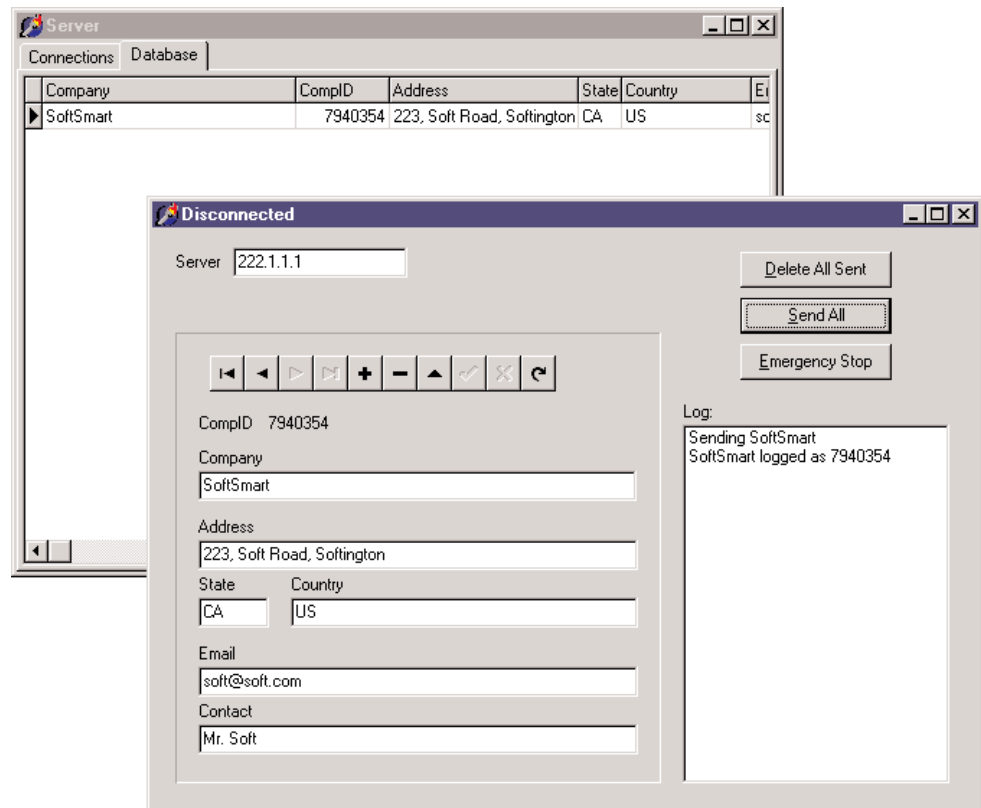 Server
Connections Database
Company CompID Address State Country
SoftSmart 7940354 223, Soft Road, Softington CA US
Disconnected
Server 222.1.1.1
Delete All Sent
Send All
Emergency Stop
CompID 7940354
Company
SoftSmart
Address
223, Soft Road, Softington
State Country
CA US
Email
soft@soft.com
Contact
Mr. Soft
Log:
Sending SoftSmart
SoftSmart logged as 7940354